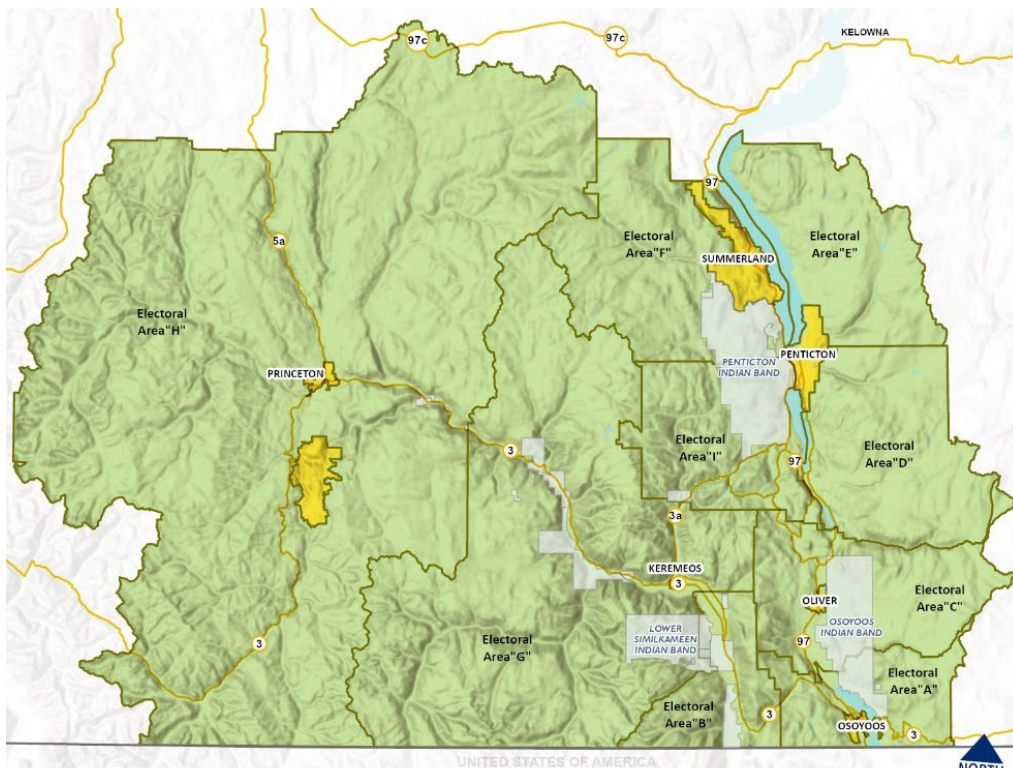 97c
97c
KELOWNA
97
5a
Electoral
Area"F"
Electoral
Area"E"
SUMMERLAND
Electoral
Area"H"
PRINCETON
PENTICTON
PENTICTON
INDIAN BAND
Electoral
Area"I"
Electoral
Area"D"
3
97
3a
KEREMEOS
3
OLIVER
Electoral
Area"C"
LOWER
SIMILKAMEEN
INDIAN BAND
OSOYOOS
INDIAN BAND
3
Electoral
Area"G"
97
Electoral
Area"A"
Electoral
Area"B"
3
OSOYOOS
3
UNITED STATES OF AMERICA
NORTH